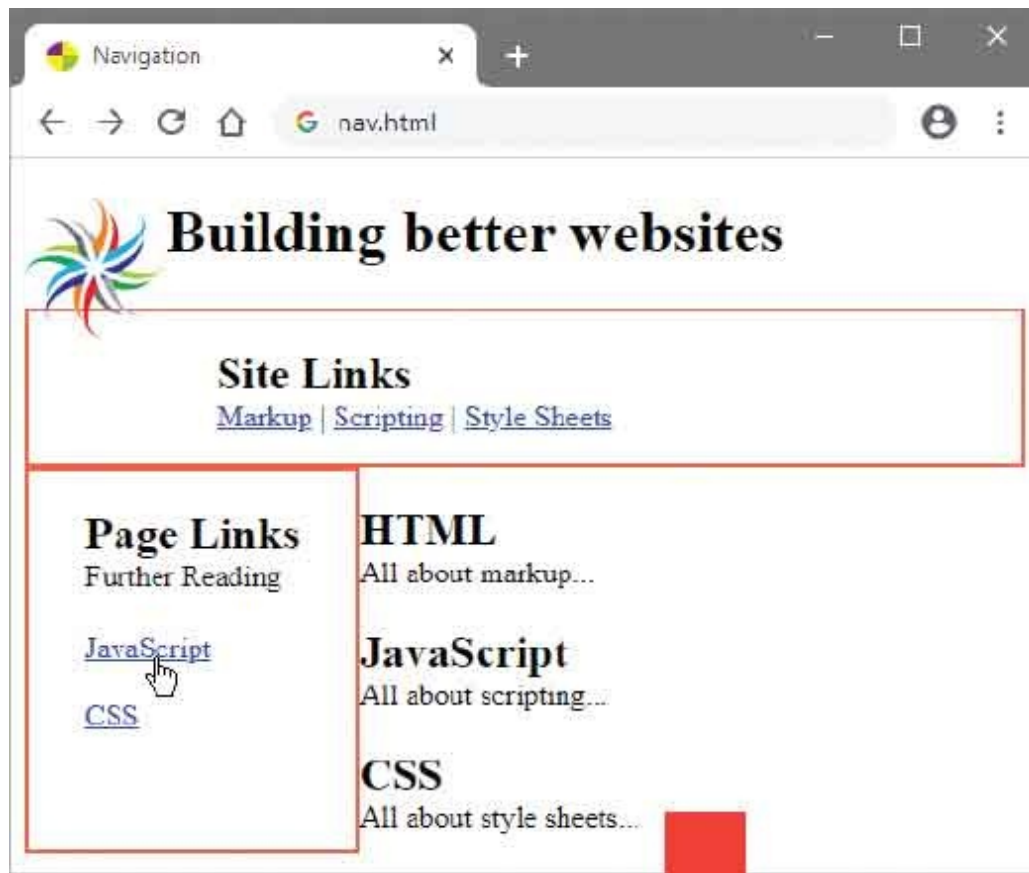 Navigation
nav.html
Building better websites
Site Links
Markup | Scripting | Style Sheets
Page Links
Further Reading
JavaScript
CSS
HTML
All about markup...
JavaScript
All about scripting...
CSS
All about style sheets...